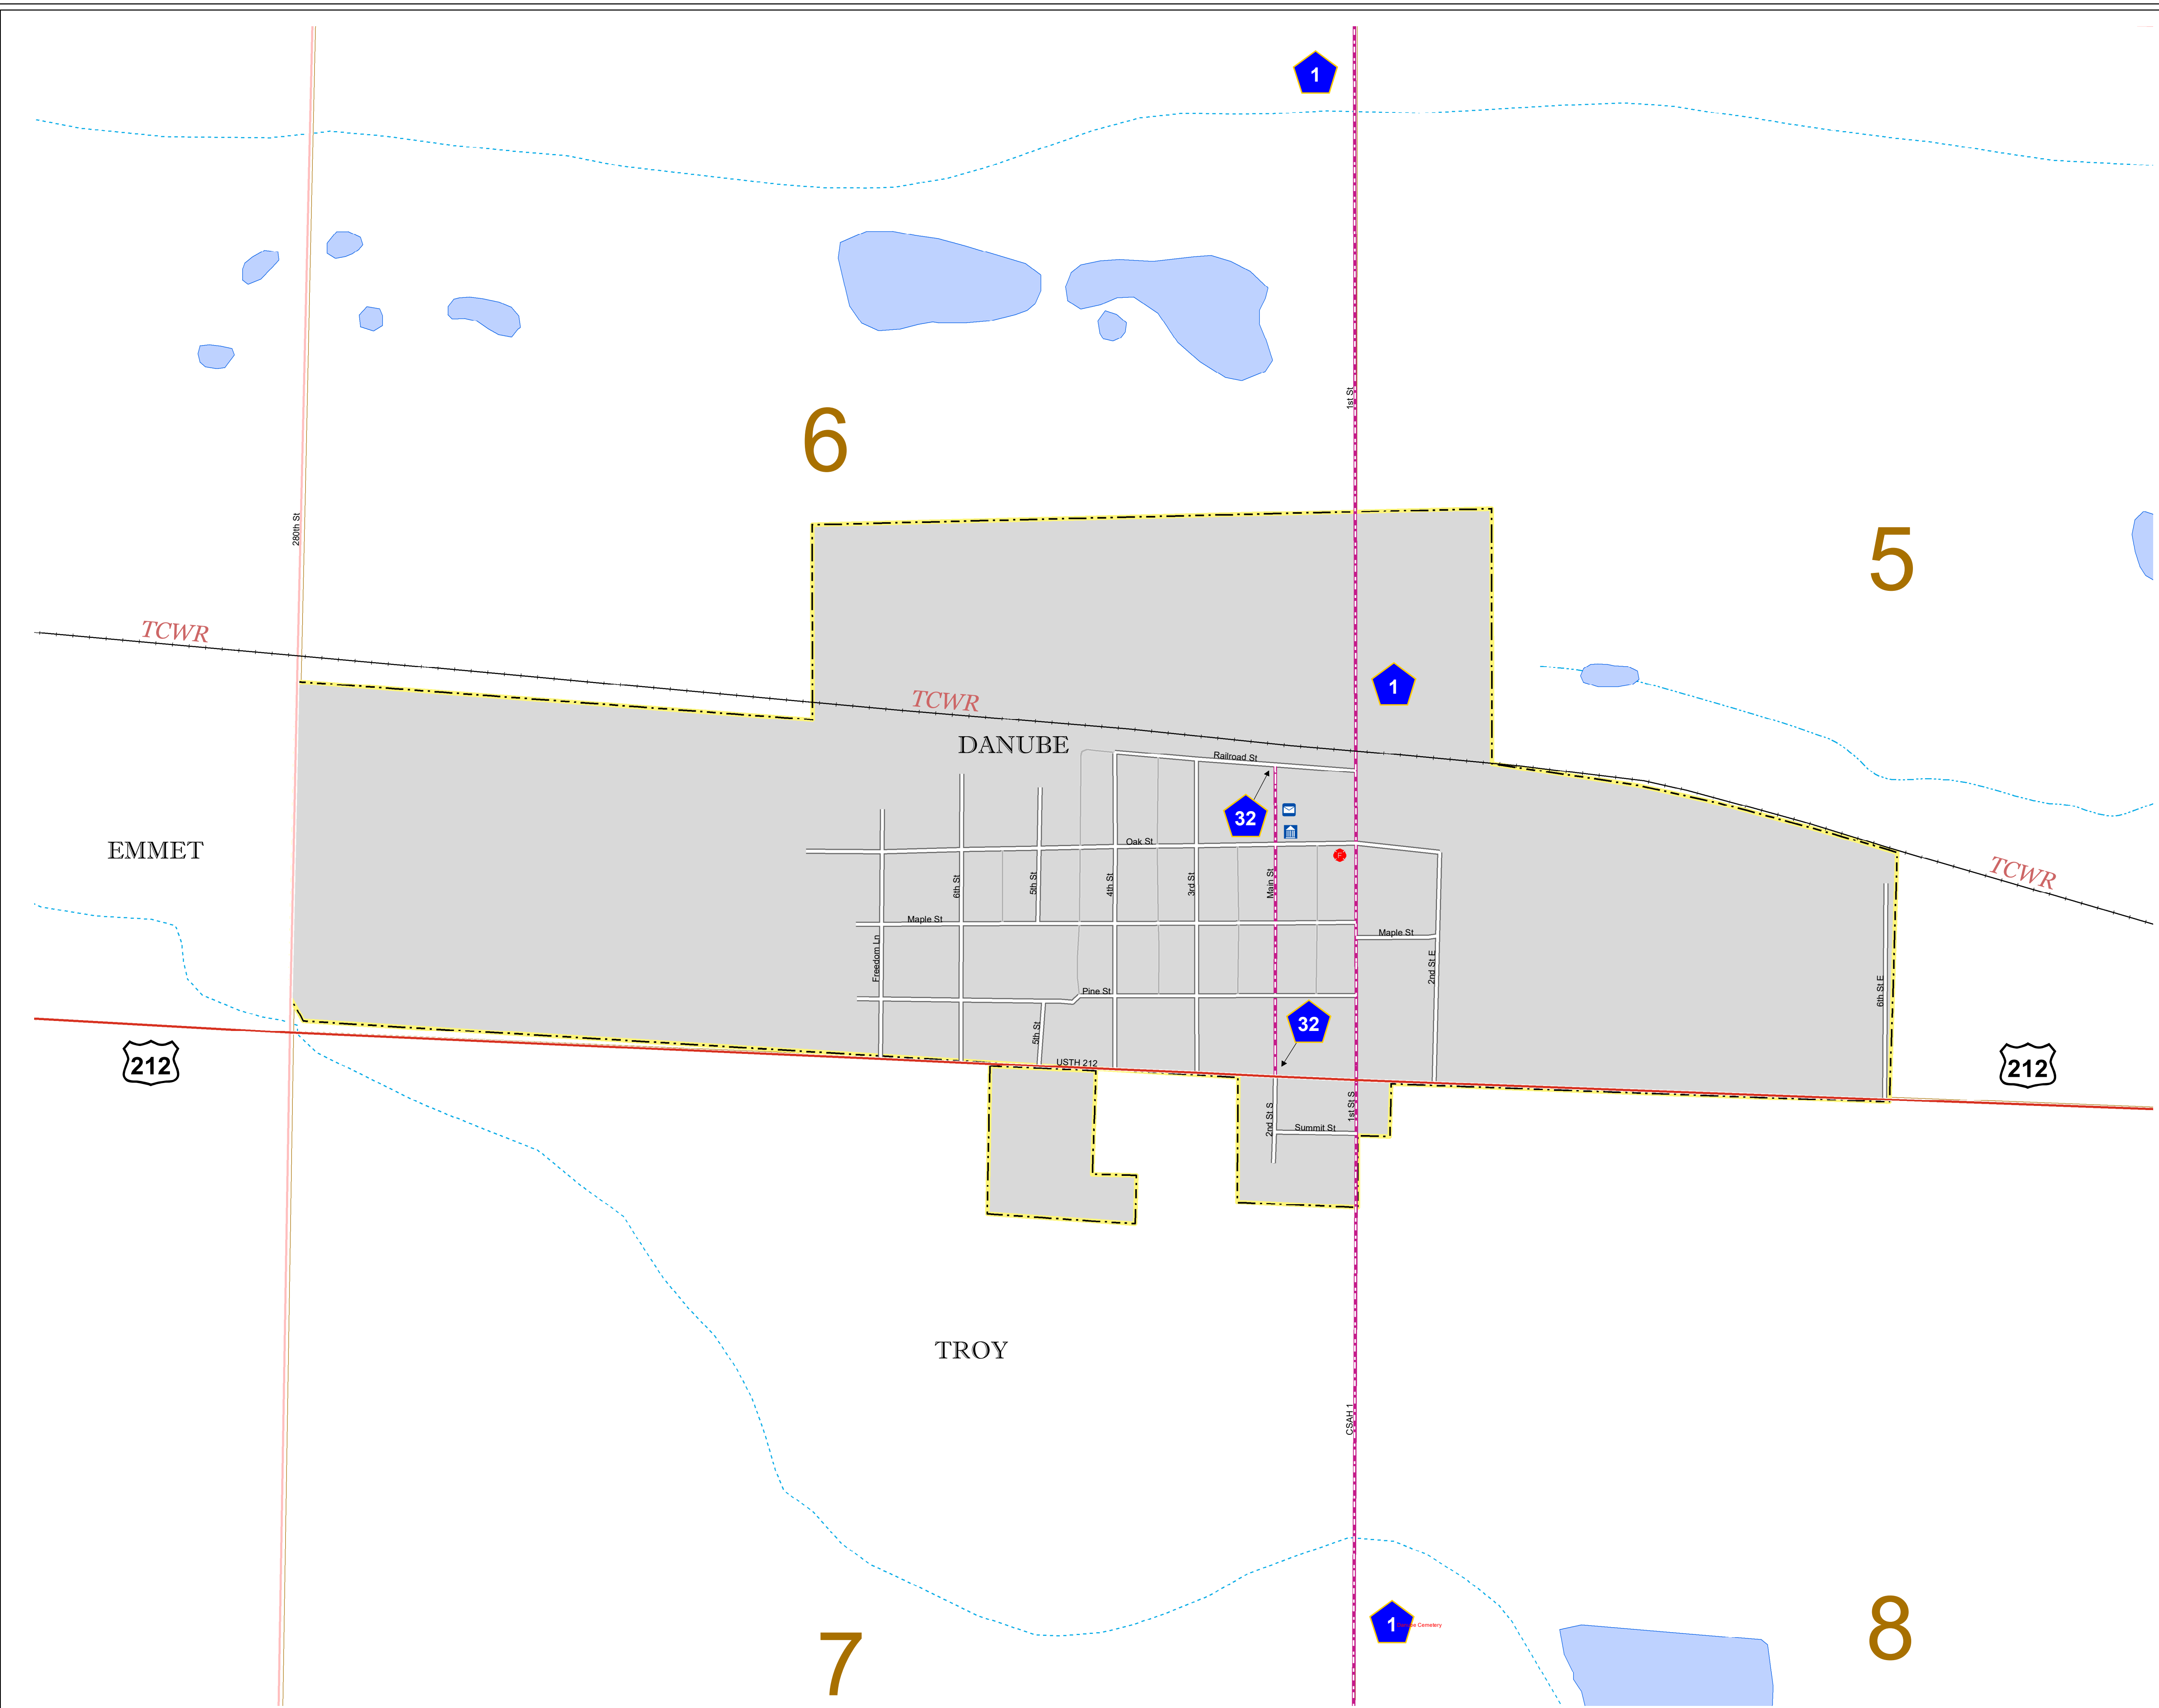 1
1st St
6
280th St
5
TCWR
1
TCWR
DANUBE
Railroad St
32
EMMET
Oak St
F
TCWR
6th St
5th St
4th St
3rd St
Main St
Maple St
Maple St
Freedom Ln
2nd St E
6th St E
Pine St
32
5th St
212
USTH 212
212
2nd St S
1st St S
Summit St
TROY
CSAH 1
1
Cemetery
7
8